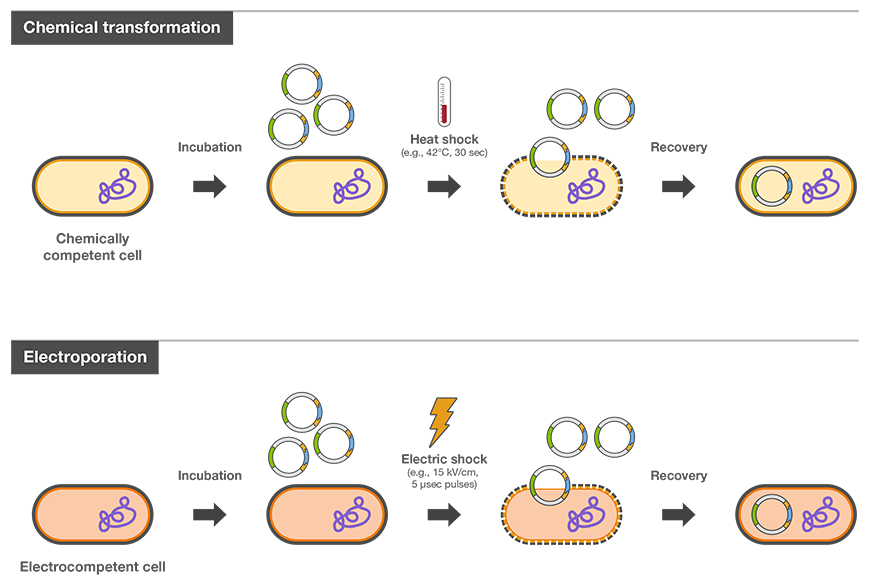 Chemical transformation
Incubation
Heat shock
(e.g., 42°C, 30 sec)
Recovery
Chemically
competent cell
Electroporation
Incubation
Electric shock
(e.g., 15 kV/cm,
5 µsec pulses)
Recovery
Electrocompetent cell